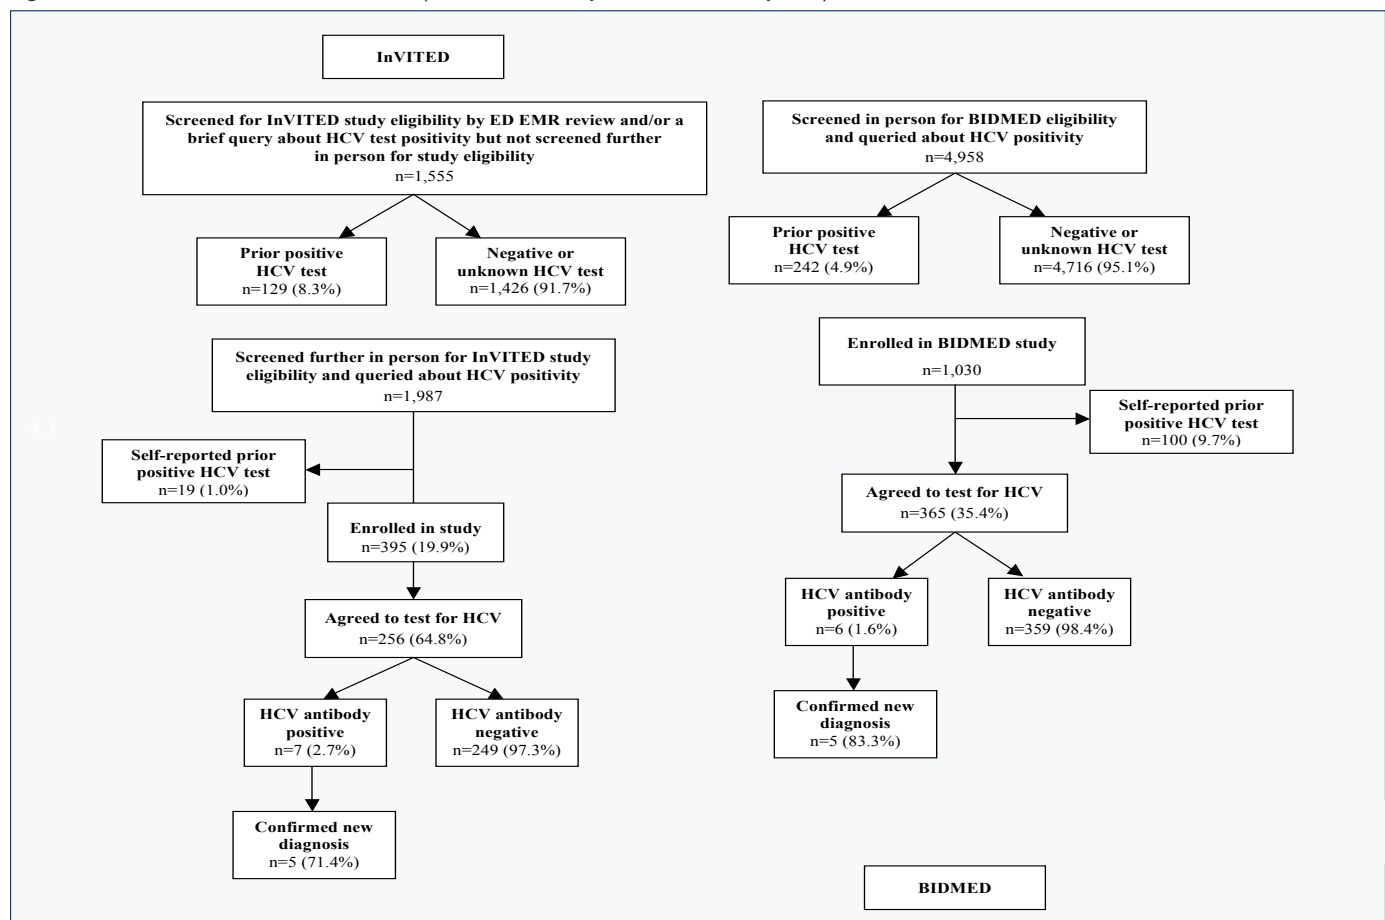 InVITED
Screened for InVITED study eligibility by ED EMR review and/or a
brief query about HCV test positivity but not screened further
in person for study eligibility
n=1,555
Prior positive
HCV test
n=129 (8.3%)
Negative or
unknown HCV test
n=1,426 (91.7%)
Screened further in person for InVITED study
eligibility and queried about HCV positivity
n=1,987
Self-reported prior
positive HCV test
n=19 (1.0%)
Enrolled in study
n=395 (19.9%)
Agreed to test for HCV
n=256 (64.8%)
HCV antibody
positive
n=7 (2.7%)
HCV antibody
negative
n=249 (97.3%)
Confirmed new
diagnosis
n=5 (71.4%)
Screened in person for BIDMED eligibility
and queried about HCV positivity
n=4,958
Prior positive
HCV test
n=242 (4.9%)
Negative or
unknown HCV test
n=4,716 (95.1%)
Enrolled in BIDMED study
n=1,030
Self-reported prior
positive HCV test
n=100 (9.7%)
Agreed to test for HCV
n=365 (35.4%)
HCV antibody
positive
n=6 (1.6%)
HCV antibody
negative
n=359 (98.4%)
Confirmed new
diagnosis
n=5 (83.3%)
BIDMED